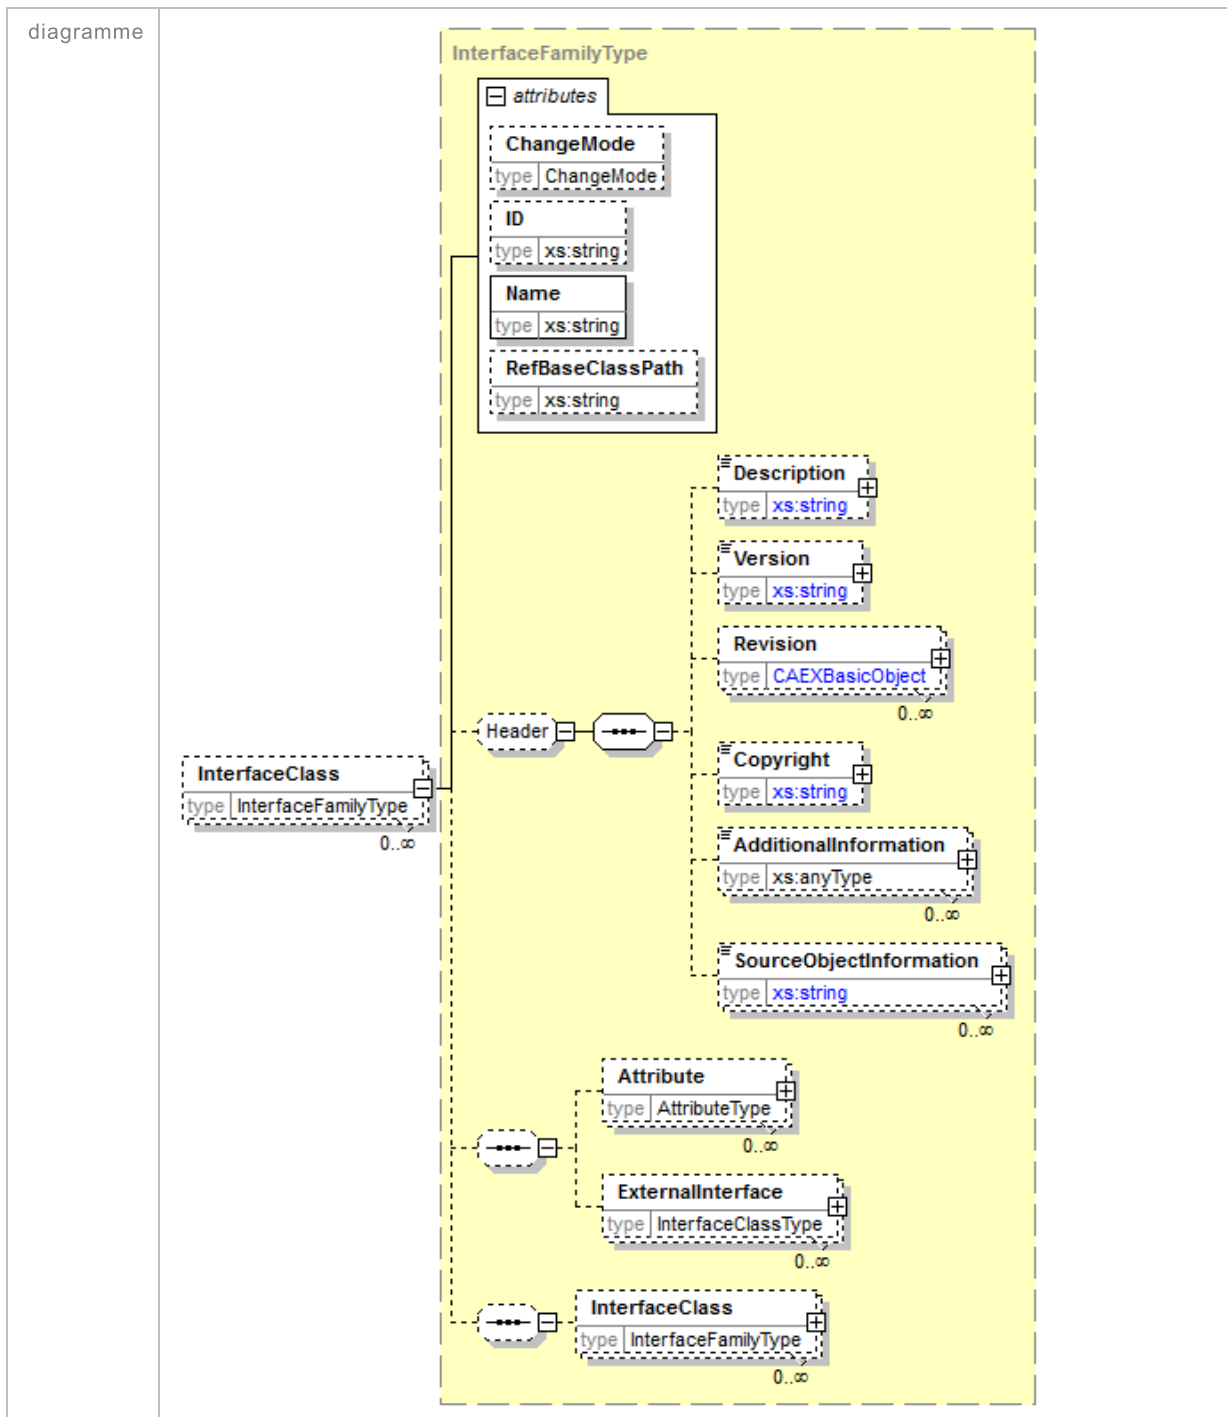 diagramme
InterfaceFamilyType
attributes
ChangeMode
type ChangeMode
ID
type xs:string
Name
type xs:string
RefBaseClassPath
type xs:string
Description
type xs:string
Version
type xs:string
Revision
type CAEXBasicObject
0..∞
Header
InterfaceClass
type InterfaceFamilyType
0..∞
Copyright
type xs:string
AdditionalInformation
type xs:anyType
0..∞
SourceObjectInformation
type xs:string
0..∞
Attribute
type AttributeType
0..∞
ExternalInterface
type InterfaceClassType
0..∞
InterfaceClass
type InterfaceFamilyType
0..∞